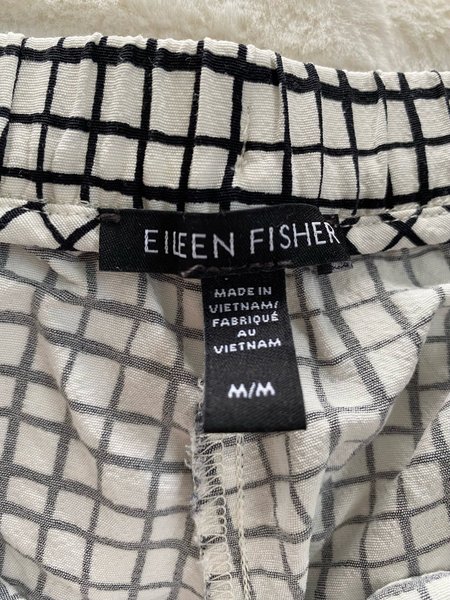 EILEEN FISHER
MADE IN
VIETNAM/
FABRIQUÉ
AU
VIETNAM
M/M